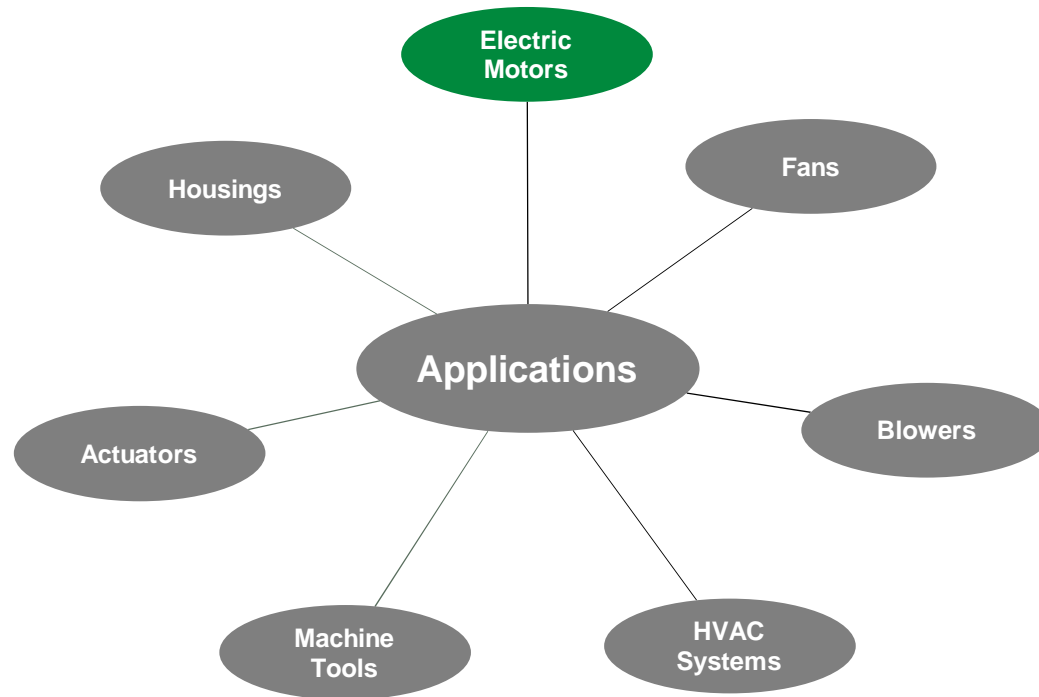 Electric
Motors
Housings
Fans
Applications
Actuators
Blowers
Machine
Tools
HVAC
Systems